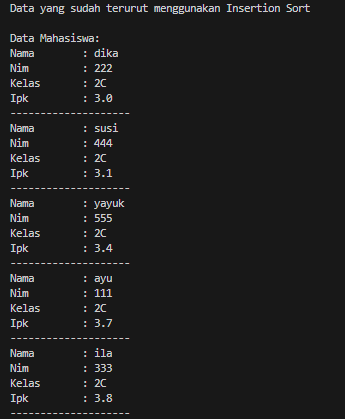 Data yang sudah terurut menggunakan Insertion Sort
Data Mahasiswa:
Nama : dika
Nim : 222
Kelas : 2C
Ipk : 3.0
--------------------
Nama : susi
Nim : 444
Kelas : 2C
Ipk : 3.1
--------------------
Nama : yayuk
Nim : 555
Kelas : 2C
Ipk : 3.4
--------------------
Nama : ayu
Nim : 111
Kelas : 2C
Ipk : 3.7
--------------------
Nama : ila
Nim : 333
Kelas : 2C
Ipk : 3.8
--------------------